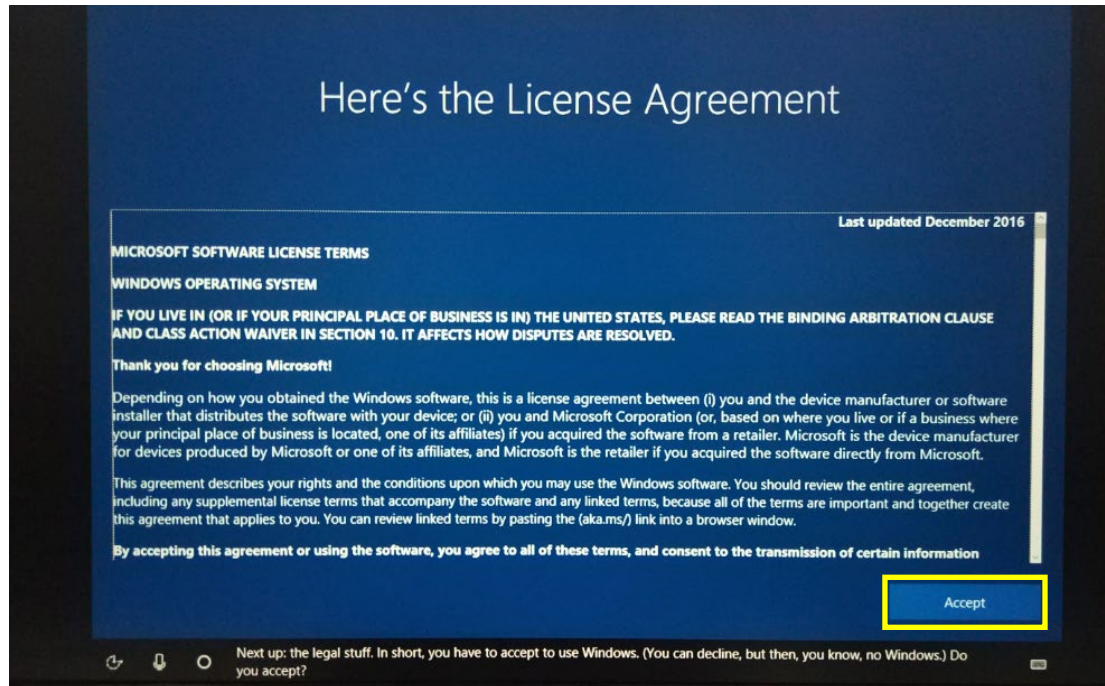 Here's the License Agreement
Last updated December 2016
MICROSOFT SOFTWARE LICENSE TERMS
WINDOWS OPERATING SYSTEM
IF YOU LIVE IN (OR IF YOUR PRINCIPAL PLACE OF BUSINESS IS IN) THE UNITED STATES, PLEASE READ THE BINDING ARBITRATION CLAUSE
AND CLASS ACTION WAIVER IN SECTION 10. IT AFFECTS HOW DISPUTES ARE RESOLVED.
Thank you for choosing Microsoft!
Depending on how you obtained the Windows software, this is a license agreement between (i) you and the device manufacturer or software
installer that distributes the software with your device; or (ii) you and Microsoft Corporation (or, based on where you live or if a business where
your principal place of business is located, one of its affiliates) if you acquired the software from a retailer. Microsoft is the device manufacturer
for devices produced by Microsoft or one of its affiliates, and Microsoft is the retailer if you acquired the software directly from Microsoft.
This agreement describes your rights and the conditions upon which you may use the Windows software. You should review the entire agreement,
including any supplemental license terms that accompany the software and any linked terms, because all of the terms are important and together create
this agreement that applies to you. You can review linked terms by pasting the (aka.ms/) link into a browser window.
By accepting this agreement or using the software, you agree to all of these terms, and consent to the transmission of certain information
Accept
Next up: the legal stuff. In short, you have to accept to use Windows. (You can decline, but then, you know, no Windows.) Do
you accept?